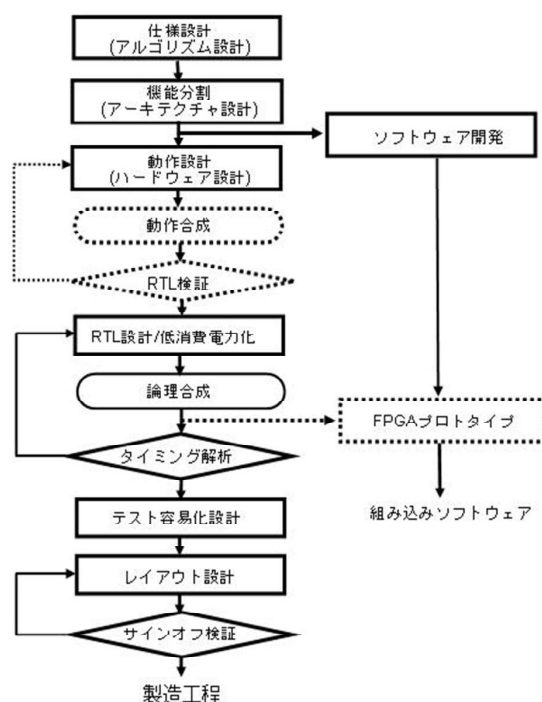 仕様設計
(アルゴリズム設計)
機能分割
(アーキテクチャ設計)
ソフトウェア開発
動作設計
(ハードウェア設計)
動作合成
RTL検証
RTL設計/低消費電力化
論理合成
FPGAプロトタイプ
タイミング解析
組み込みソフトウェア
テスト容易化設計
レイアウト設計
サインオフ検証
製造工程